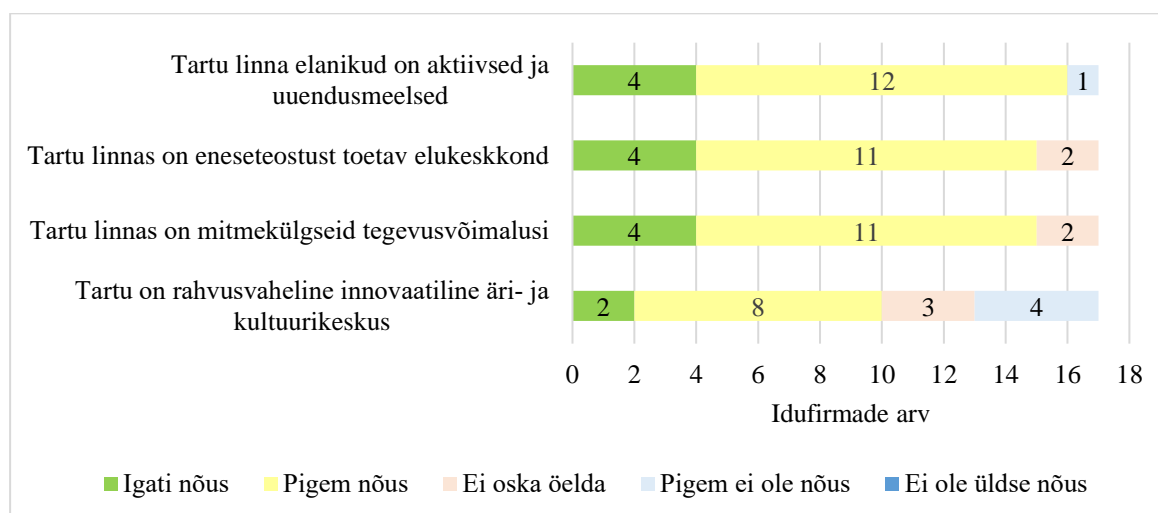 Tartu linna elanikud on aktiivsed ja
uuendusmeelsed
4 12 1
Tartu linnas on eneseteostust toetav elukeskkond
4 11 2
Tartu linnas on mitmekülgseid tegevusvõimalusi
4 11 2
Tartu on rahvusvaheline innovaatiline äri- ja
kultuurikeskus
2 8 3 4
0 2 4 6 8 10 12 14 16 18
Idufirmade arv
Igati nõus Pigem nõus Ei oska öelda Pigem ei ole nõus Ei ole üldse nõus